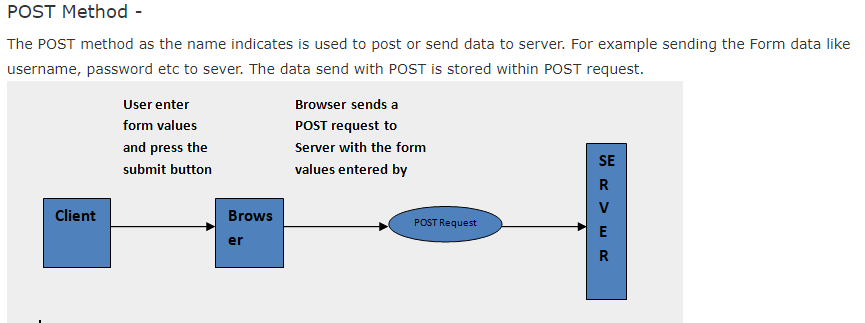 POST Method -
The POST method as the name indicates is used to post or send data to server. For example sending the Form data like
username, password etc to sever. The data send with POST is stored within POST request.
User enter
form values
and press the
submit button
Browser sends a
POST request to
Server with the form
values entered by
Client
Brows
er
POST Request
SE
R
V
E
R